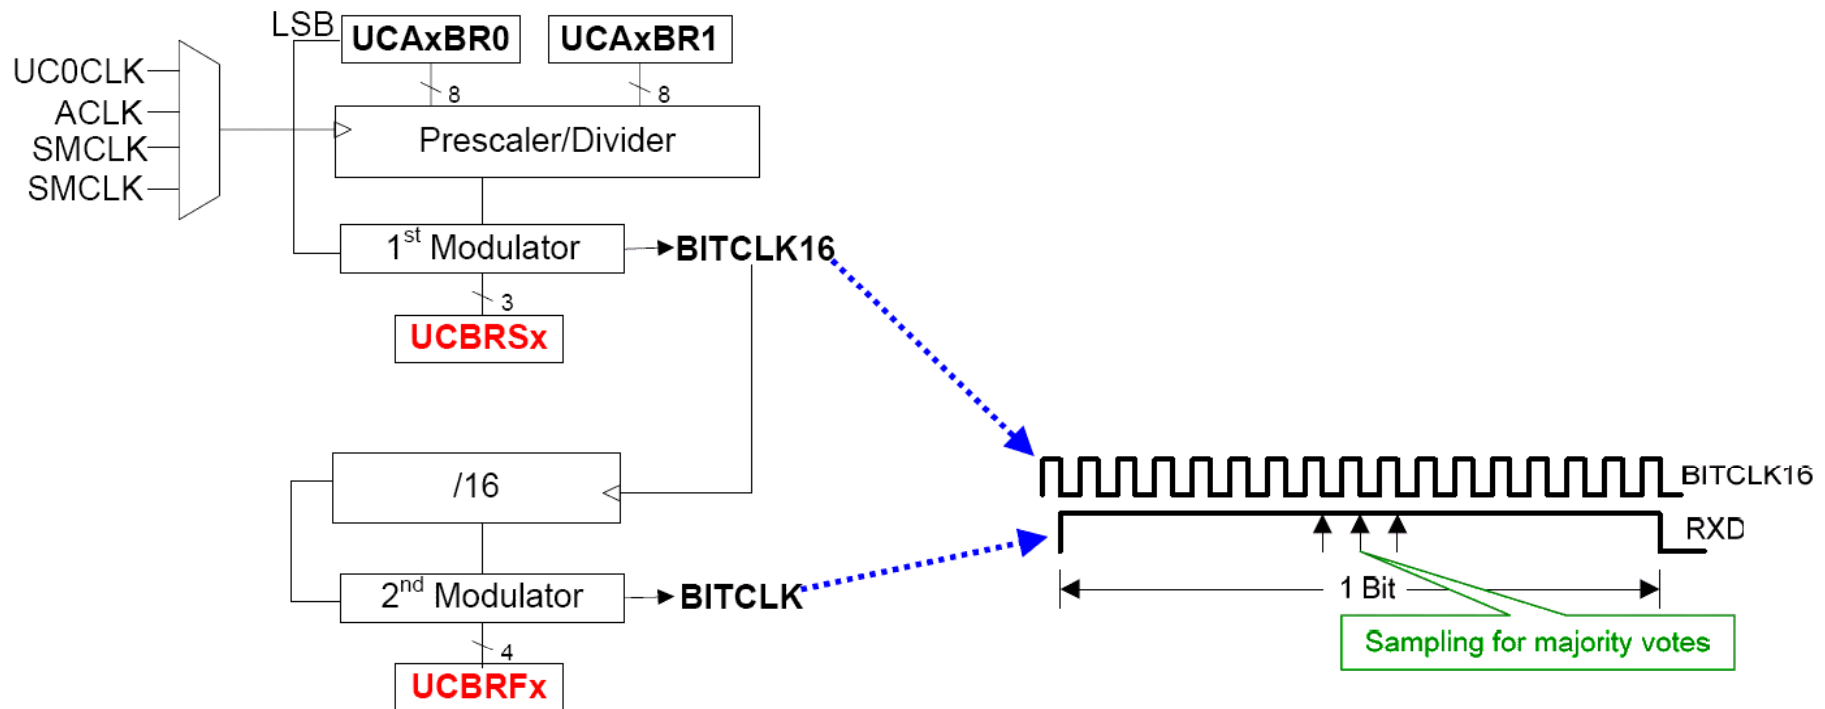 LSB
UCAxBR0
UCAxBR1
UC0CLK
ACLK
SMCLK
SMCLK
8
8
Prescaler/Divider
1st Modulator
BITCLK16
3
UCBRSx
/16
2nd Modulator
BITCLK
4
UCBRFx
BITCLK16
RXD
1 Bit
Sampling for majority votes